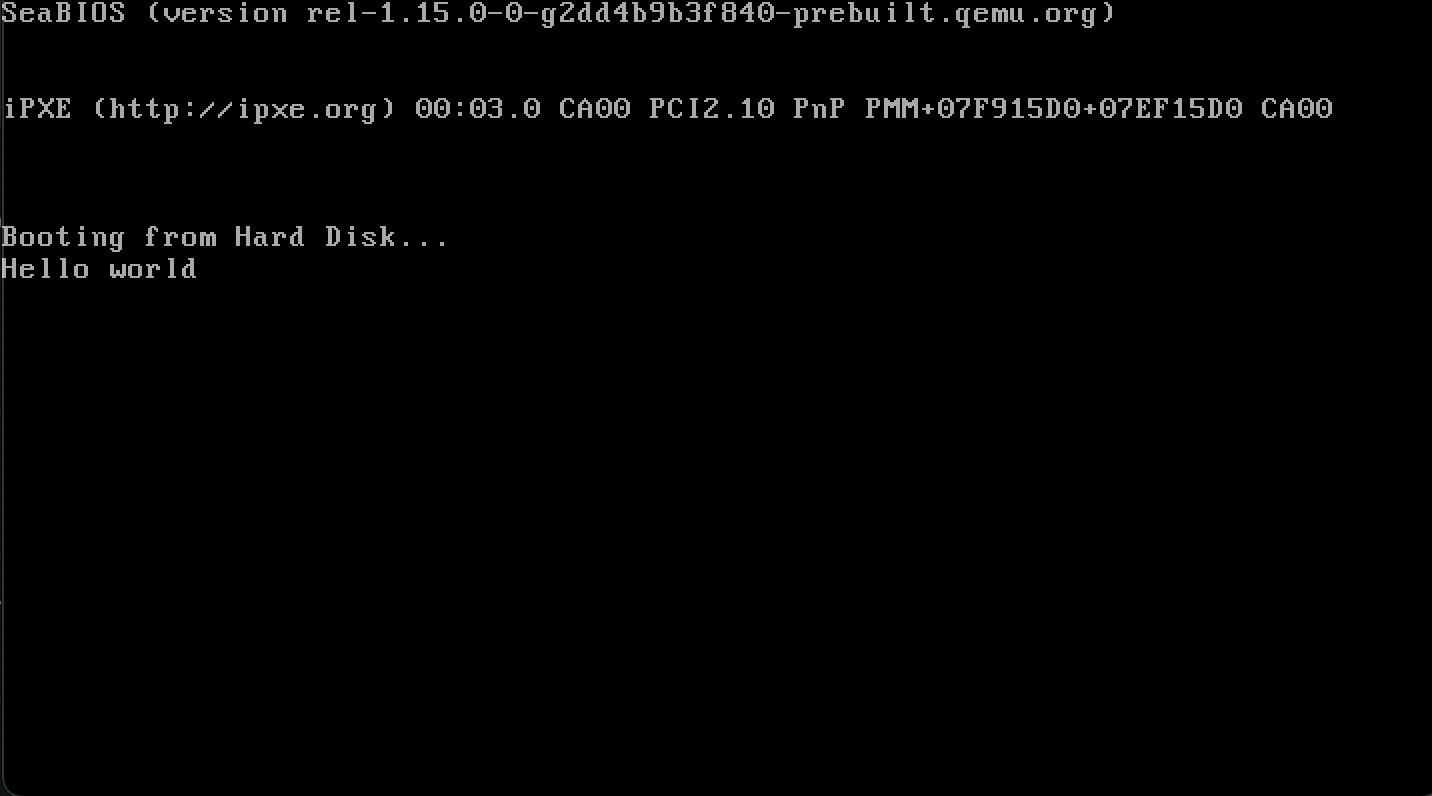 SeaBIOS (version rel-1.15.0-0-g2dd4b9b3f840-prebuilt.qemu.org)
iPXE (http://ipxe.org) 00:03.0 CA00 PCI2.10 PnP PMM+07F915D0+07EF15D0 CA00
Booting from Hard Disk...
Hello world